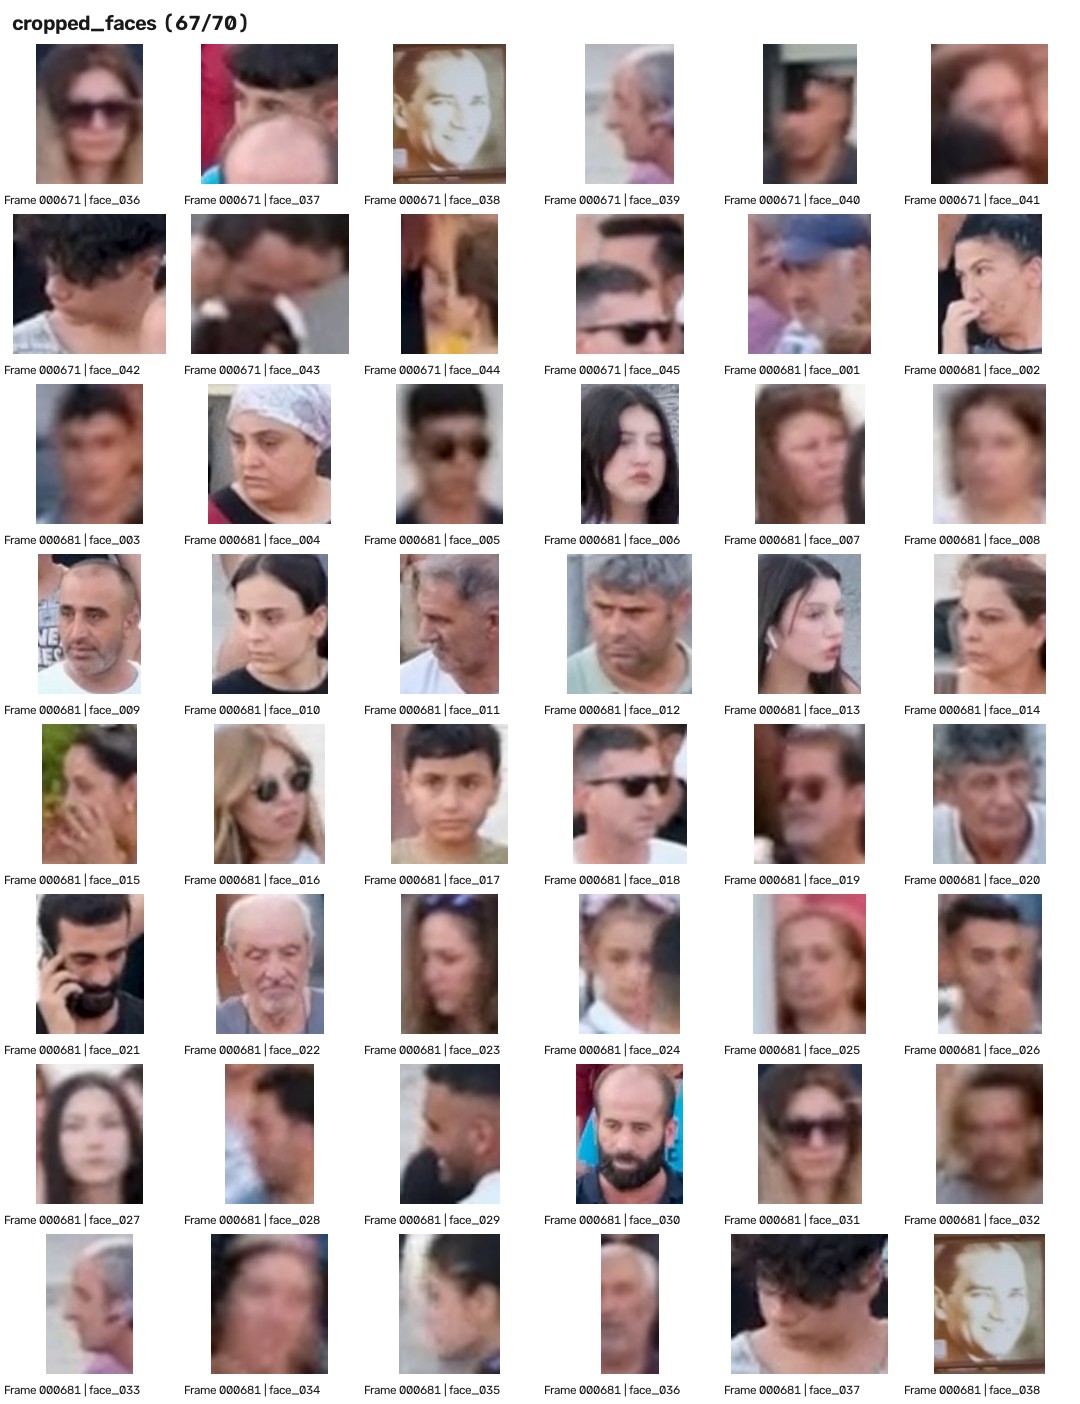 cropped_faces (67/70)
Frame 000671 | face_036
Frame 000671 | face_037
Frame 000671 | face_038
Frame 000671 | face_039
Frame 000671 | face_040
Frame 000671 | face_041
Frame 000671 | face_042
Frame 000671 | face_043
Frame 000671 | face_044
Frame 000671 | face_045
Frame 000681 | face_001
Frame 000681 | face_002
Frame 000681 | face_003
Frame 000681 | face_004
Frame 000681 | face_005
Frame 000681 | face_006
Frame 000681 | face_007
Frame 000681 | face_008
Frame 000681 | face_009
Frame 000681 | face_010
Frame 000681 | face_011
Frame 000681 | face_012
Frame 000681 | face_013
Frame 000681 | face_014
Frame 000681 | face_015
Frame 000681 | face_016
Frame 000681 | face_017
Frame 000681 | face_018
Frame 000681 | face_019
Frame 000681 | face_020
Frame 000681 | face_021
Frame 000681 | face_022
Frame 000681 | face_023
Frame 000681 | face_024
Frame 000681 | face_025
Frame 000681 | face_026
Frame 000681 | face_027
Frame 000681 | face_028
Frame 000681 | face_029
Frame 000681 | face_030
Frame 000681 | face_031
Frame 000681 | face_032
Frame 000681 | face_033
Frame 000681 | face_034
Frame 000681 | face_035
Frame 000681 | face_036
Frame 000681 | face_037
Frame 000681 | face_038